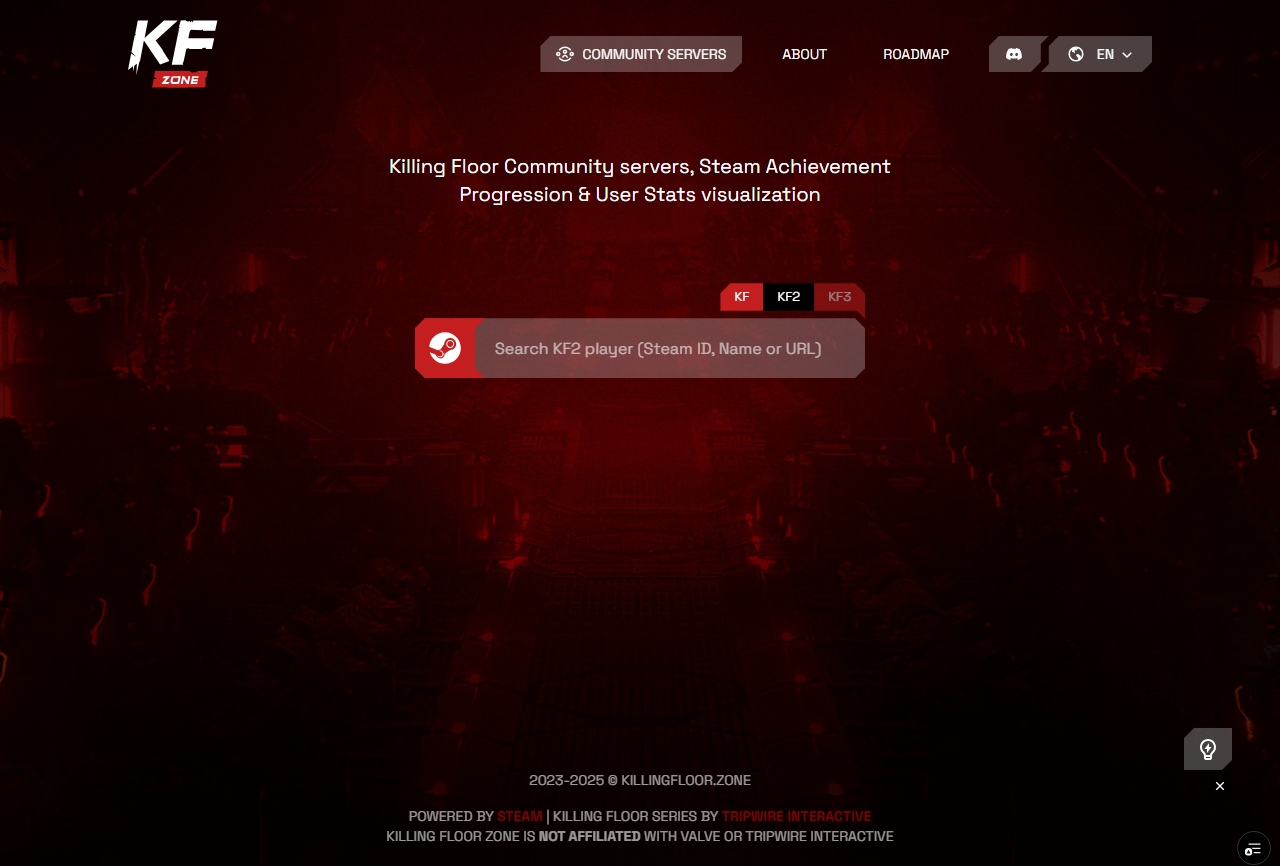 KF
ZONE
COMMUNITY SERVERS
ABOUT
ROADMAP
EN
Killing Floor Community servers, Steam Achievement
Progression & User Stats visualization
KF KF2 KF3
Search KF2 player (Steam ID, Name or URL)
2023-2025 © KILLINGFLOOR.ZONE
POWERED BY STEAM | KILLING FLOOR SERIES BY TRIPWIRE INTERACTIVE
KILLING FLOOR ZONE IS NOT AFFILIATED WITH VALVE OR TRIPWIRE INTERACTIVE